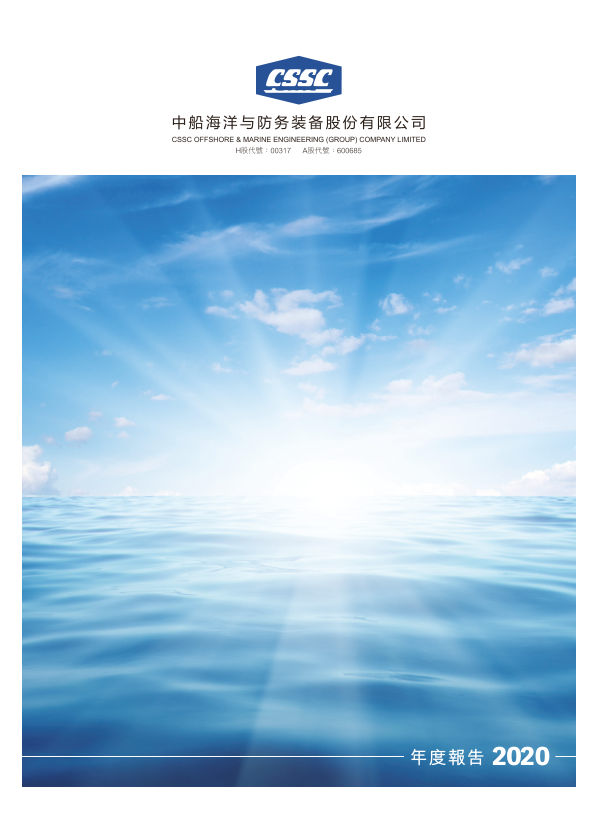 CSSC
中船海洋与防务装备股份有限公司
CSSC OFFSHORE & MARINE ENGINEERING (GROUP) COMPANY LIMITED
H股代號：00317 A股代號：600685
年度報告 2020